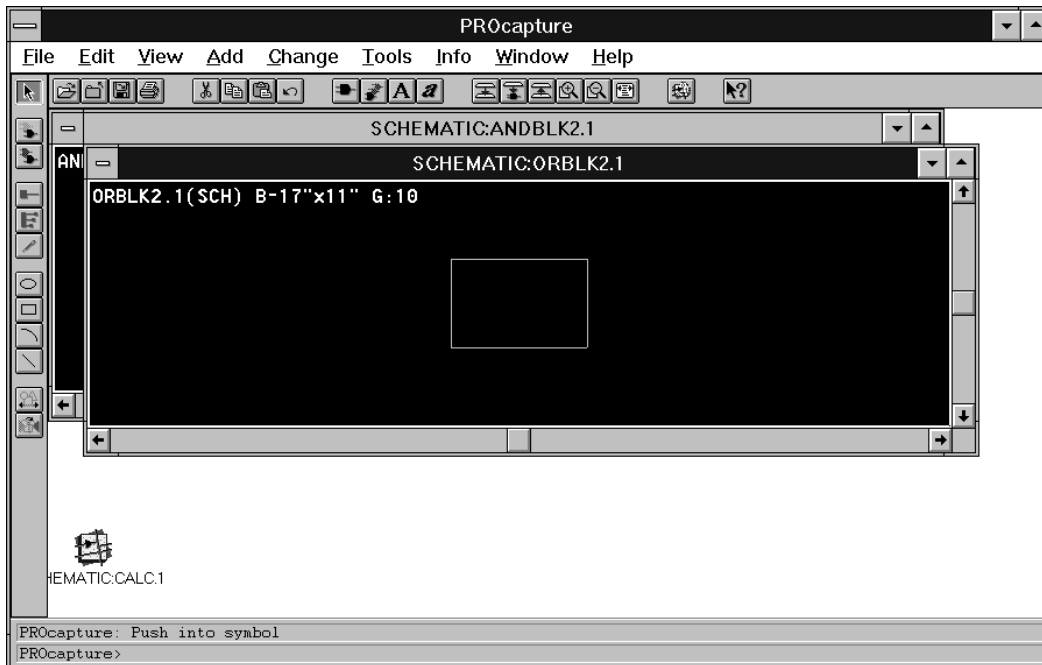 PROcapture
File Edit View Add Change Tools Info Window Help
A a
SCHEMATIC:ANDBLK2.1
AN
SCHEMATIC:ORBLK2.1
ORBLK2.1(SCH) B-17"x11" G:10
HEMATIC:CALC.1
PROcapture: Push into symbol
PROcapture>